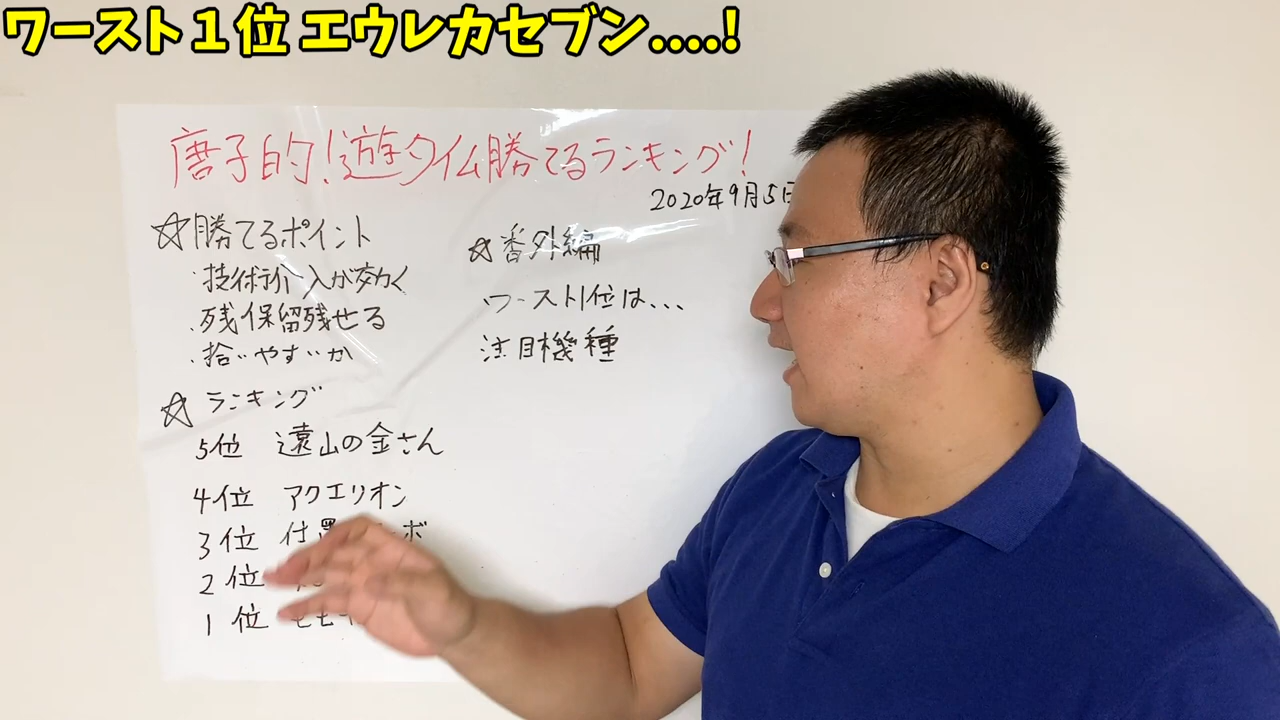 ワースト1位 エウレカセブン....!
磨子的!遊タイム勝てるランキング!
2020年9月5日
☆勝てるポイント
・技術介入が効く
・残保留残せる
・拾いやすいか
☆ランキング
5位 遠山の金さん
4位 アクエリオン
3位
2位
1位
☆番外編
ワースト1位は...
注目機種